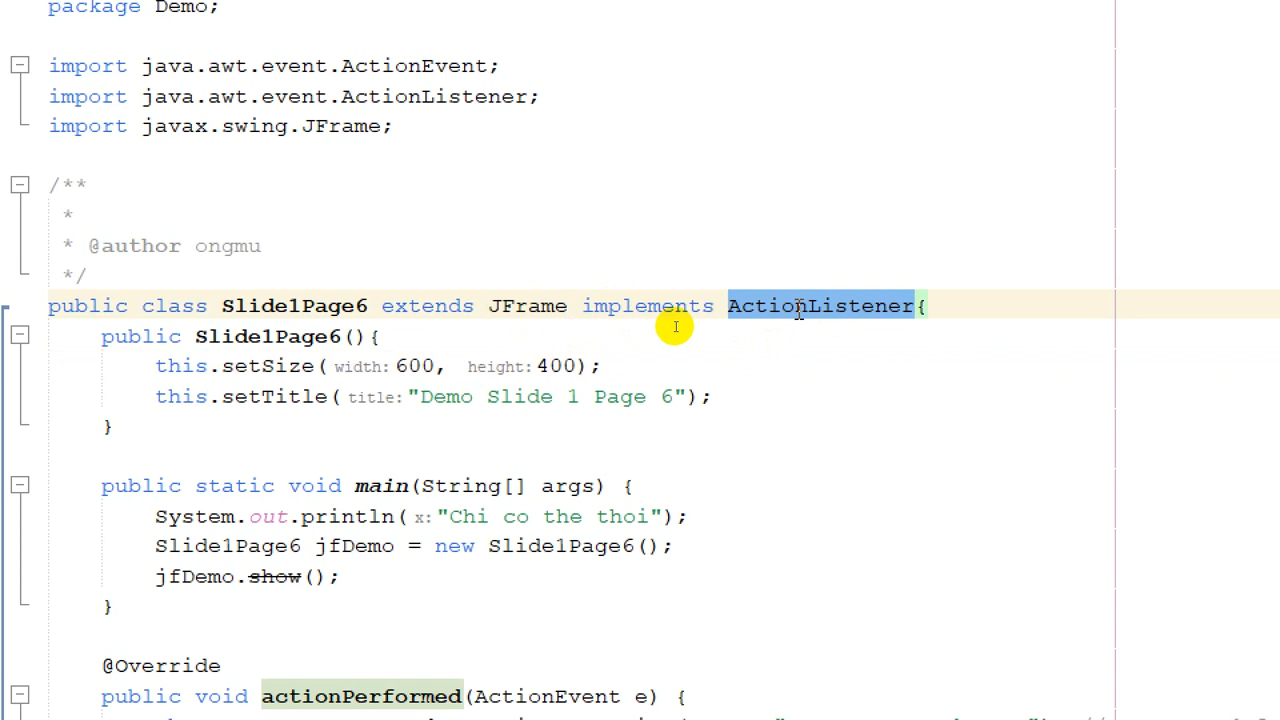 package Demo;
import java.awt.event.ActionEvent;
import java.awt.event.ActionListener;
import javax.swing.JFrame;
/**
*
* @author ongmu
*/
public class Slide1Page6 extends JFrame implements ActionListener{
public Slide1Page6(){
this.setSize( width: 600, height: 400);
this.setTitle( title: "Demo Slide 1 Page 6");
}
public static void main(String[] args) {
System.out.println( x: "Chi co the thoi");
Slide1Page6 jfDemo = new Slide1Page6();
jfDemo.show();
}
@Override
public void actionPerformed(ActionEvent e) {